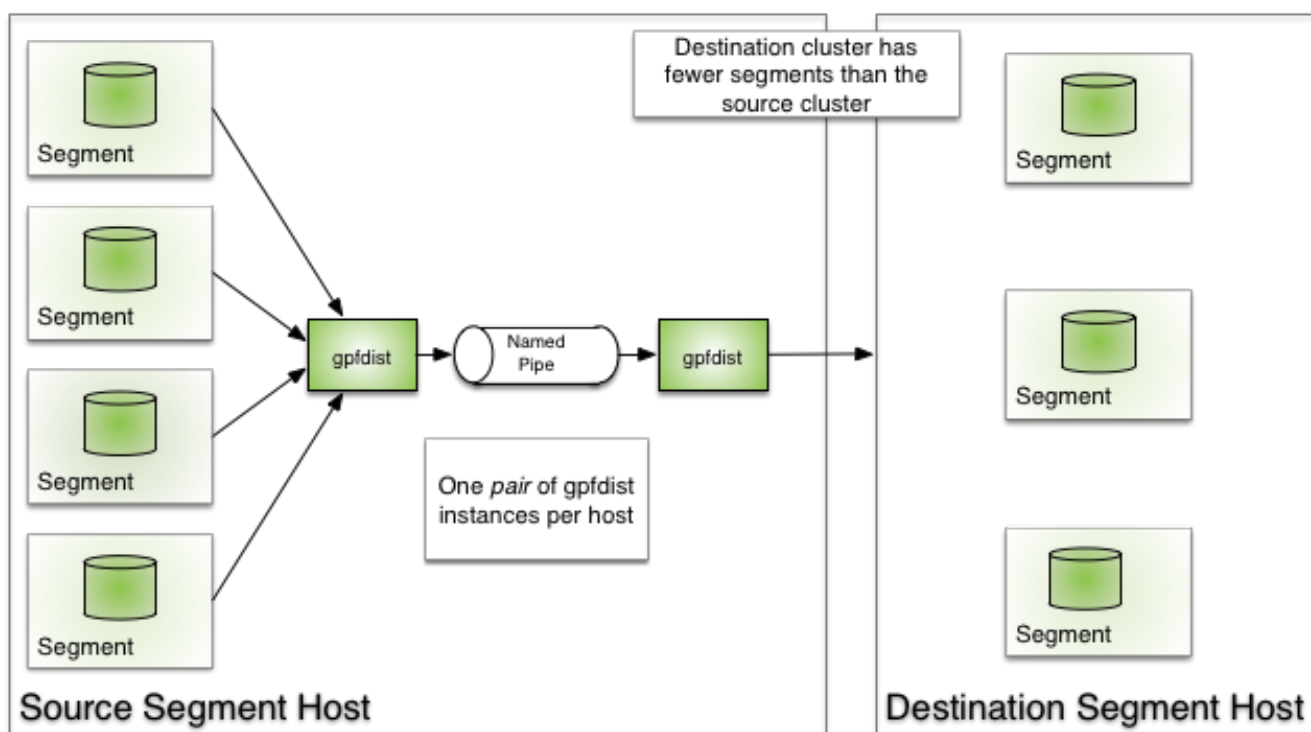 Destination cluster has
fewer segments than the
source cluster
Segment
Segment
Segment
Segment
gpfdist
Named
Pipe
gpfdist
One pair of gpfdist
instances per host
Source Segment Host
Segment
Segment
Segment
Destination Segment Host